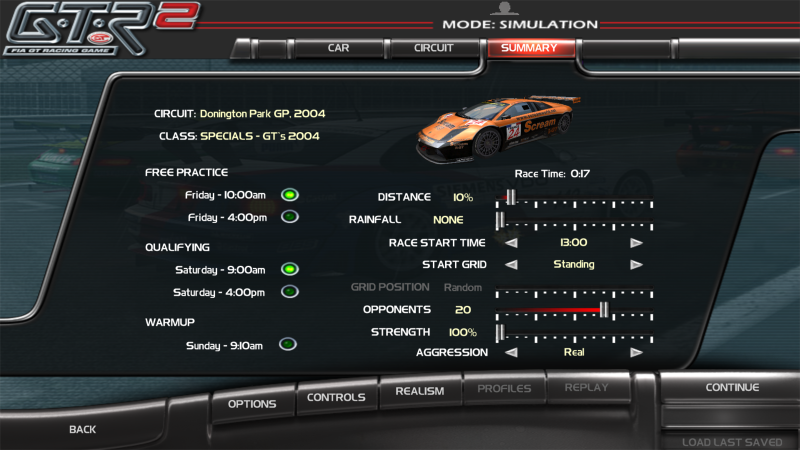 GTR2
FIA GT RACING GAME
MODE: SIMULATION
CAR
CIRCUIT
SUMMARY
CIRCUIT: Donington Park GP, 2004
CLASS: SPECIALS - GT´s 2004
Scream
FREE PRACTICE
Friday - 10:00am
Friday - 4:00pm
QUALIFYING
Saturday - 9:00am
Saturday - 4:00pm
WARMUP
Sunday - 9:10am
Race Time: 0:17
DISTANCE 10%
RAINFALL NONE
RACE START TIME 13:00
START GRID Standing
GRID POSITION Random
OPPONENTS 20
STRENGTH 100%
AGGRESSION Real
BACK
OPTIONS
CONTROLS
REALISM
PROFILES
REPLAY
CONTINUE
LOAD LAST SAVED